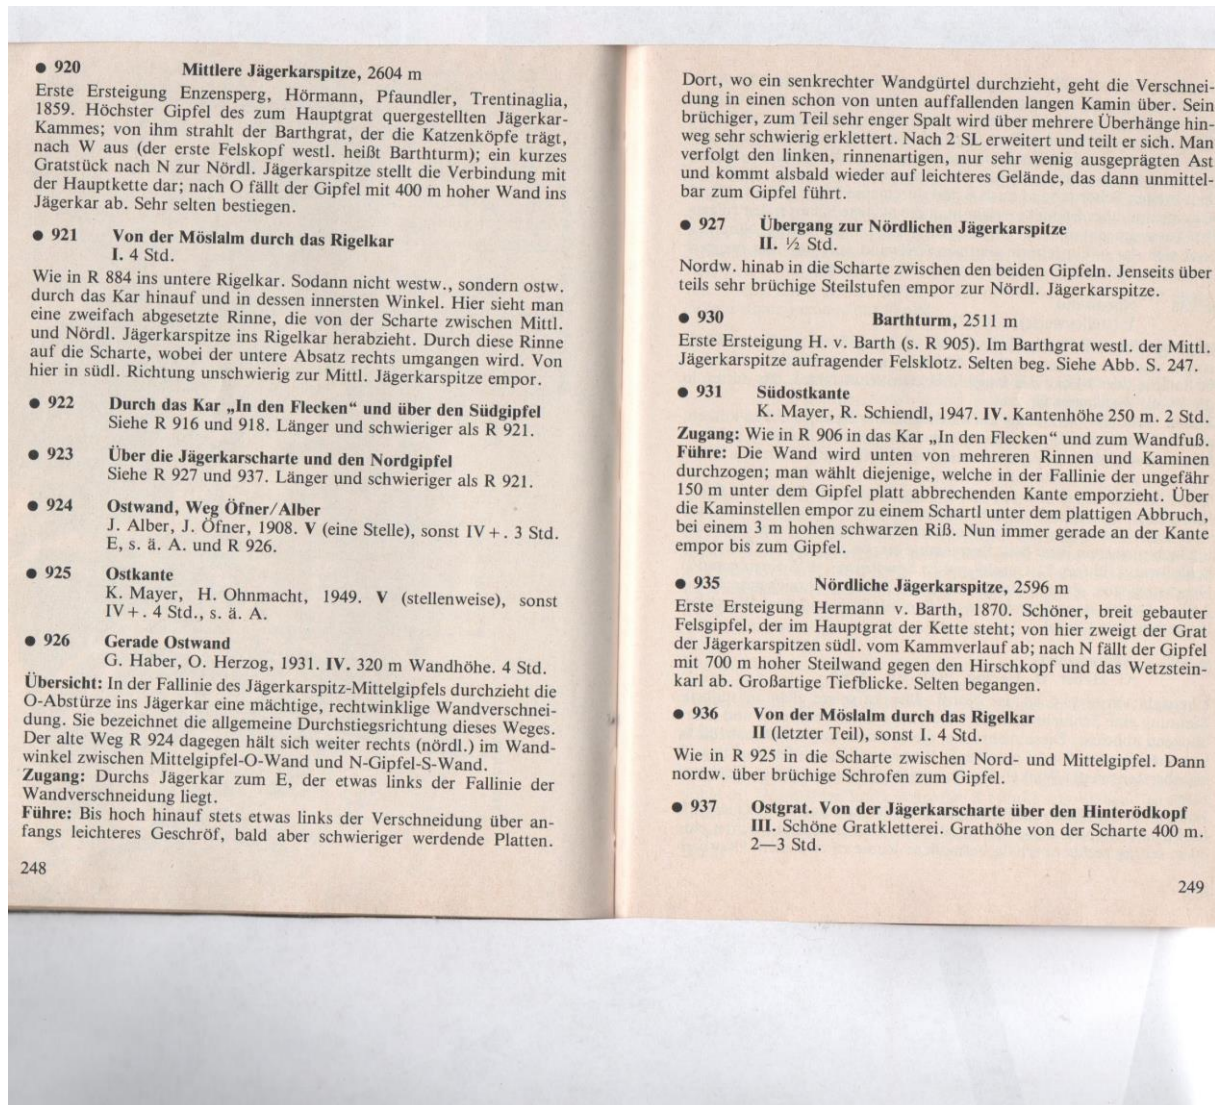 ● 920 Mittlere Jägerkarspitze, 2604 m
Erste Ersteigung Enzensperg, Hörmann, Pfaundler, Trentinaglia,
1859. Höchster Gipfel des zum Hauptgrat quergestellten Jägerkar-
Kammes; von ihm strahlt der Barthgrat, der die Katzenköpfe trägt,
nach W aus (der erste Felskopf westl. heißt Barthturm); ein kurzes
Gratstück nach N zur Nördl. Jägerkarspitze stellt die Verbindung mit
der Hauptkette dar; nach O fällt der Gipfel mit 400 m hoher Wand ins
Jägerkar ab. Sehr selten bestiegen.
● 921 Von der Möslalm durch das Rigelkar
I. 4 Std.
Wie in R 884 ins untere Rigelkar. Sodann nicht westw., sondern ostw.
durch das Kar hinauf und in dessen innersten Winkel. Hier sieht man
eine zweifach abgesetzte Rinne, die von der Scharte zwischen Mittl.
und Nördl. Jägerkarspitze ins Rigelkar herabzieht. Durch diese Rinne
auf die Scharte, wobei der untere Absatz rechts umgangen wird. Von
hier in südl. Richtung unschwierig zur Mittl. Jägerkarspitze empor.
● 922 Durch das Kar „In den Flecken“ und über den Südgipfel
Siehe R 916 und 918. Länger und schwieriger als R 921.
● 923 Über die Jägerkarscharte und den Nordgipfel
Siehe R 927 und 937. Länger und schwieriger als R 921.
● 924 Ostwand, Weg Öfner/Alber
J. Alber, J. Öfner, 1908. V (eine Stelle), sonst IV+. 3 Std.
E, s. ä. A. und R 926.
● 925 Ostkante
K. Mayer, H. Ohnmacht, 1949. V (stellenweise), sonst
IV+. 4 Std., s. ä. A.
● 926 Gerade Ostwand
G. Haber, O. Herzog, 1931. IV. 320 m Wandhöhe. 4 Std.
Übersicht: In der Fallinie des Jägerkarspitz-Mittelgipfels durchzieht die
O-Abstürze ins Jägerkar eine mächtige, rechtwinklige Wandverschnei-
dung. Sie bezeichnet die allgemeine Durchstiegsrichtung dieses Weges.
Der alte Weg R 924 dagegen hält sich weiter rechts (nördl.) im Wand-
winkel zwischen Mittelgipfel-O-Wand und N-Gipfel-S-Wand.
Zugang: Durchs Jägerkar zum E, der etwas links der Fallinie der
Wandverschneidung liegt.
Führe: Bis hoch hinauf stets etwas links der Verschneidung über an-
fangs leichteres Geschröf, bald aber schwieriger werdende Platten.
248
Dort, wo ein senkrechter Wandgürtel durchzieht, geht die Verschnei-
dung in einen schon von unten auffallenden langen Kamin über. Sein
brüchiger, zum Teil sehr enger Spalt wird über mehrere Überhänge hin-
weg sehr schwierig erklettert. Nach 2 SL erweitert und teilt er sich. Man
verfolgt den linken, rinnenartigen, nur sehr wenig ausgeprägten Ast
und kommt alsbald wieder auf leichteres Gelände, das dann unmittel-
bar zum Gipfel führt.
● 927 Übergang zur Nördlichen Jägerkarspitze
II. ½ Std.
Nordw. hinab in die Scharte zwischen den beiden Gipfeln. Jenseits über
teils sehr brüchige Steilstufen empor zur Nördl. Jägerkarspitze.
● 930 Barthturm, 2511 m
Erste Ersteigung H. v. Barth (s. R 905). Im Barthgrat westl. der Mittl.
Jägerkarspitze aufragender Felsklotz. Selten beg. Siehe Abb. S. 247.
● 931 Südostkante
K. Mayer, R. Schiendl, 1947. IV. Kantenhöhe 250 m. 2 Std.
Zugang: Wie in R 906 in das Kar „In den Flecken“ und zum Wandfuß.
Führe: Die Wand wird unten von mehreren Rinnen und Kaminen
durchzogen; man wählt diejenige, welche in der Fallinie der ungefähr
150 m unter dem Gipfel platt abbrechenden Kante emporzieht. Über
die Kaminstellen empor zu einem Schartl unter dem plattigen Abbruch,
bei einem 3 m hohen schwarzen Riß. Nun immer gerade an der Kante
empor bis zum Gipfel.
● 935 Nördliche Jägerkarspitze, 2596 m
Erste Ersteigung Hermann v. Barth, 1870. Schöner, breit gebauter
Felsgipfel, der im Hauptgrat der Kette steht; von hier zweigt der Grat
der Jägerkarspitzen südl. vom Kammverlauf ab; nach N fällt der Gipfel
mit 700 m hoher Steilwand gegen den Hirschkopf und das Wetzstein-
karl ab. Großartige Tiefblicke. Selten begangen.
● 936 Von der Möslalm durch das Rigelkar
II (letzter Teil), sonst I. 4 Std.
Wie in R 925 in die Scharte zwischen Nord- und Mittelgipfel. Dann
nordw. über brüchige Schrofen zum Gipfel.
● 937 Ostgrat. Von der Jägerkarscharte über den Hinterödkopf
III. Schöne Gratkletterei. Grathöhe von der Scharte 400 m.
2—3 Std.
249